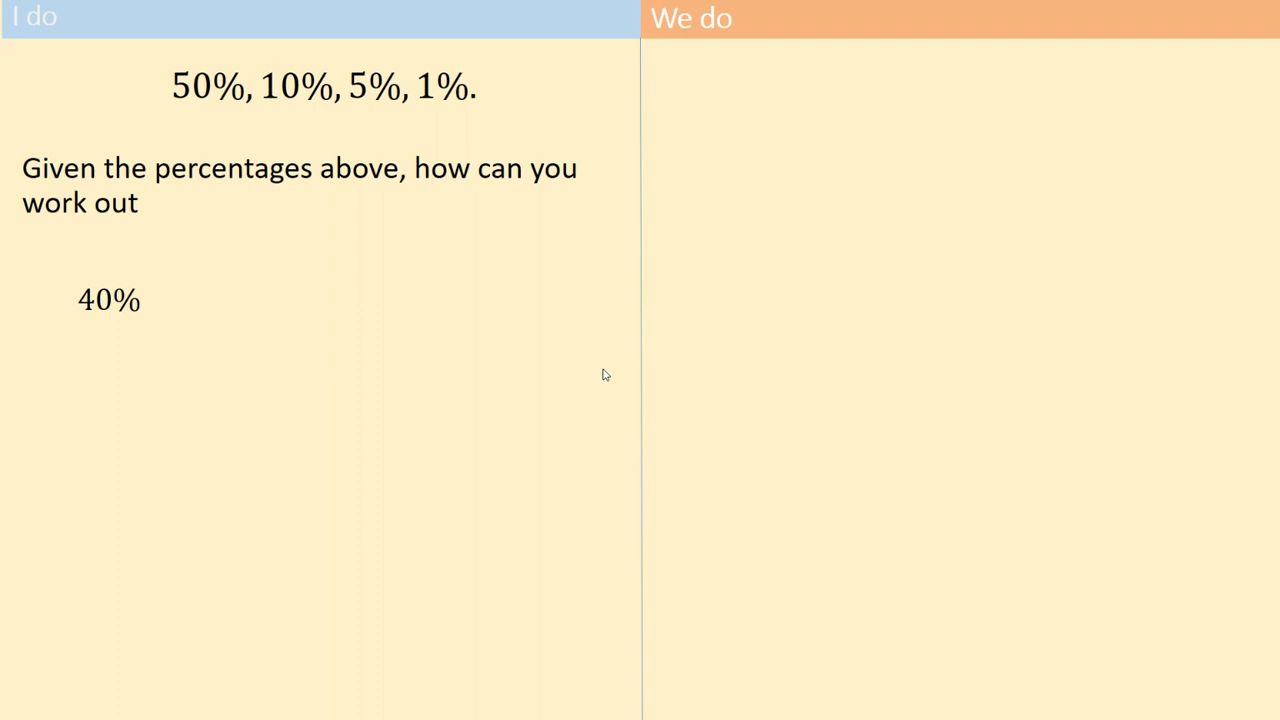 I do
We do
50%, 10%, 5%, 1%.
Given the percentages above, how can you
work out
40%